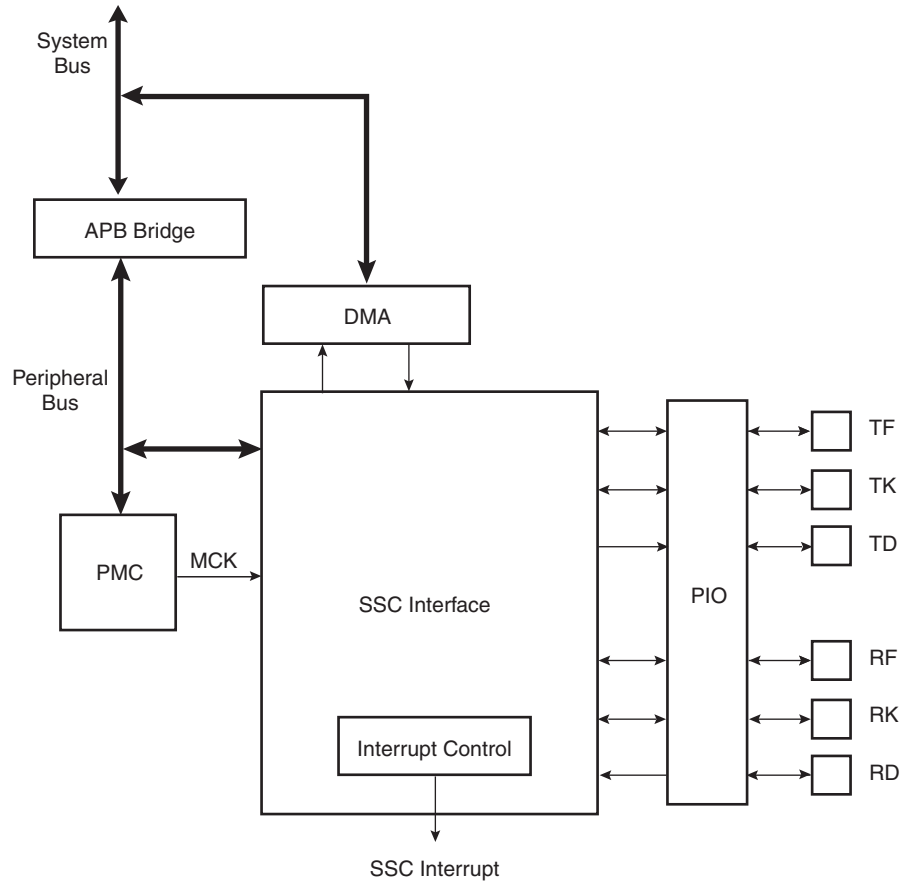 System
Bus
APB Bridge
DMA
Peripheral
Bus
TF
TK
TD
PMC
MCK
SSC Interface
PIO
RF
RK
RD
Interrupt Control
SSC Interrupt